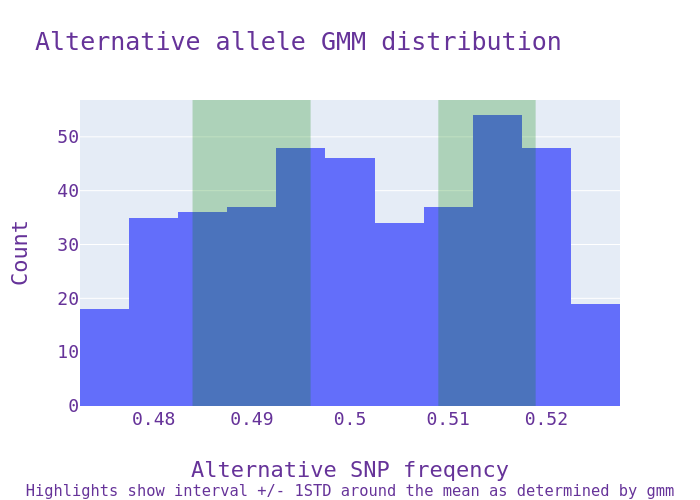 Alternative allele GMM distribution
50
40
30
20
10
0
Count
0.48 0.49 0.5 0.51 0.52
Alternative SNP freqency
Highlights show interval +/- 1STD around the mean as determined by gmm